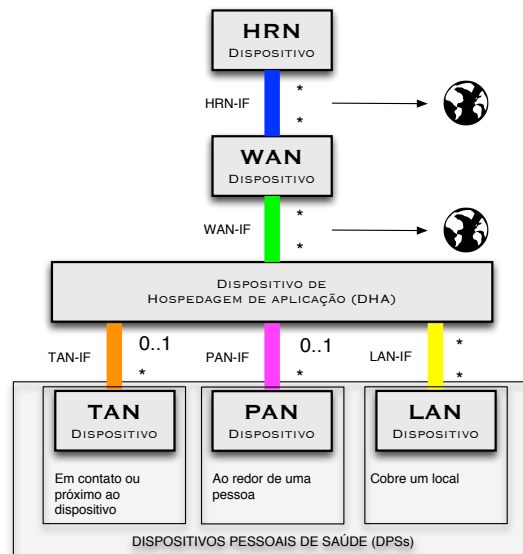 HRN
DISPOSITIVO
HRN-IF
*
*
WAN
DISPOSITIVO
WAN-IF
*
*
DISPOSITIVO DE
HOSPEDAGEM DE APLICAÇÃO (DHA)
TAN-IF
0..1
*
PAN-IF
0..1
*
LAN-IF
*
*
TAN
DISPOSITIVO
PAN
DISPOSITIVO
LAN
DISPOSITIVO
Em contato ou
próximo ao
dispositivo
Ao redor de uma
pessoa
Cobre um local
DISPOSITIVOS PESSOAIS DE SAÚDE (DPSs)